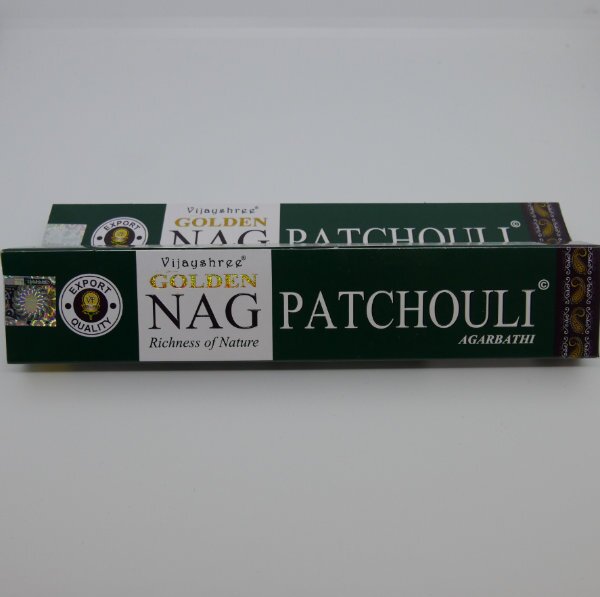 Vijayshree®
GOLDEN
NAG
PATCHOULI©
EXPORT
Vijayshree®
GOLDEN
NAG
Richness of Nature
PATCHOULI©
AGARBATHI
EXPORT
QUALITY